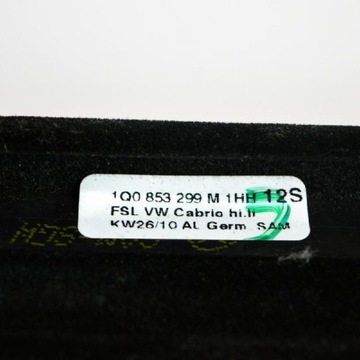 1Q0 853 299 M 1HH 12S
FSL VW Cabrio hi.li
KW26/10 AL Germ. SAM